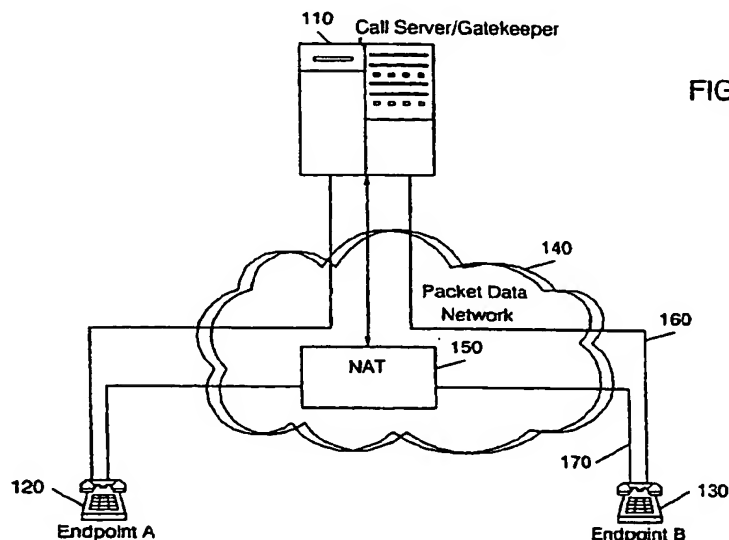 110
Call Server/Gatekeeper
FIG
140
Packet Data
Network
160
150
NAT
170
120
130
Endpoint A
Endpoint B